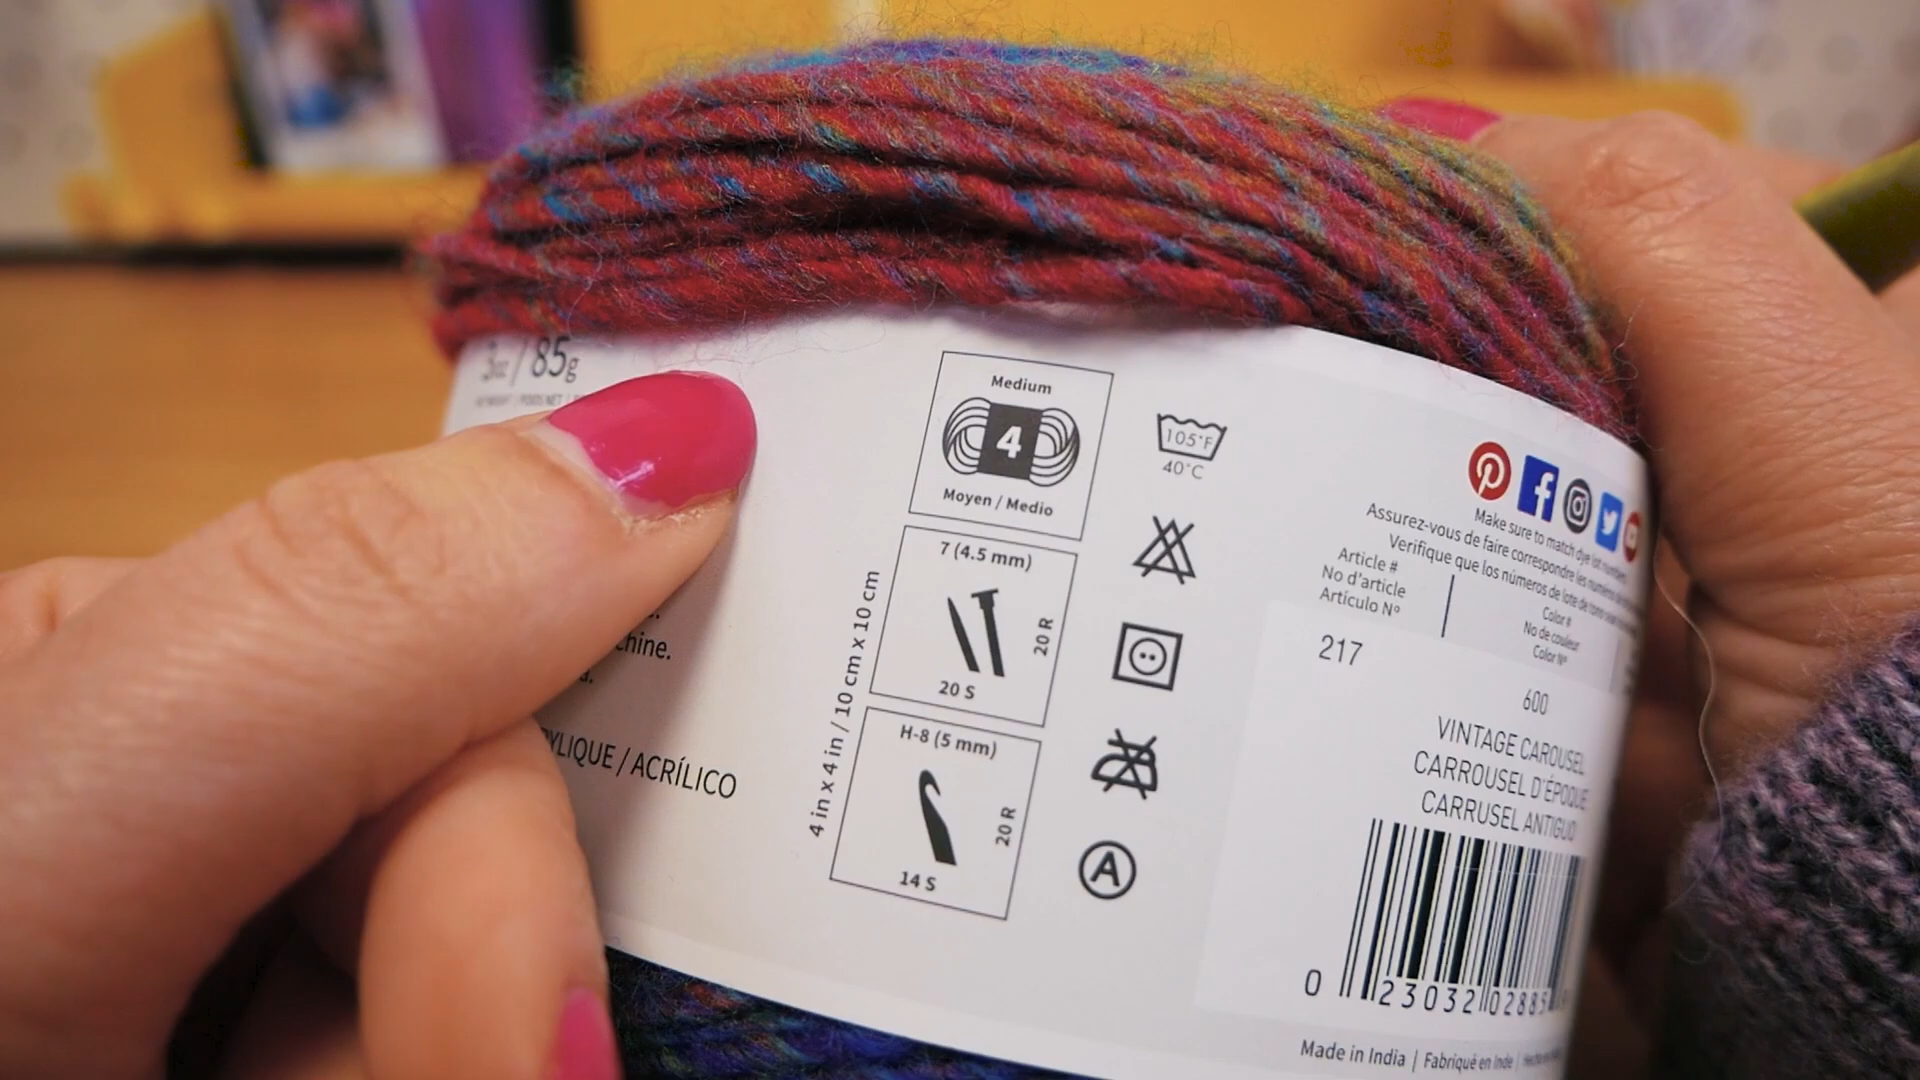 3oz / 85g
chine.
YLIQUE / ACRÍLICO
4 in x 4 in / 10 cm x 10 cm
Medium
4
Moyen / Medio
7 (4.5 mm)
20 R
20 S
H-8 (5 mm)
20 R
14 S
105°F
40°C
A
Make sure to match dye lot numbers
Assurez-vous de faire correspondre les numéros
Verifique que los números de lote de
Article #
No d'article
Artículo Nº
217
Color #
No de couleur
Color Nº
600
VINTAGE CAROUSEL
CARROUSEL D'ÉPOQUE
CARRUSEL ANTIGUO
0 23032 0288
Made in India | Fabriqué en Inde |